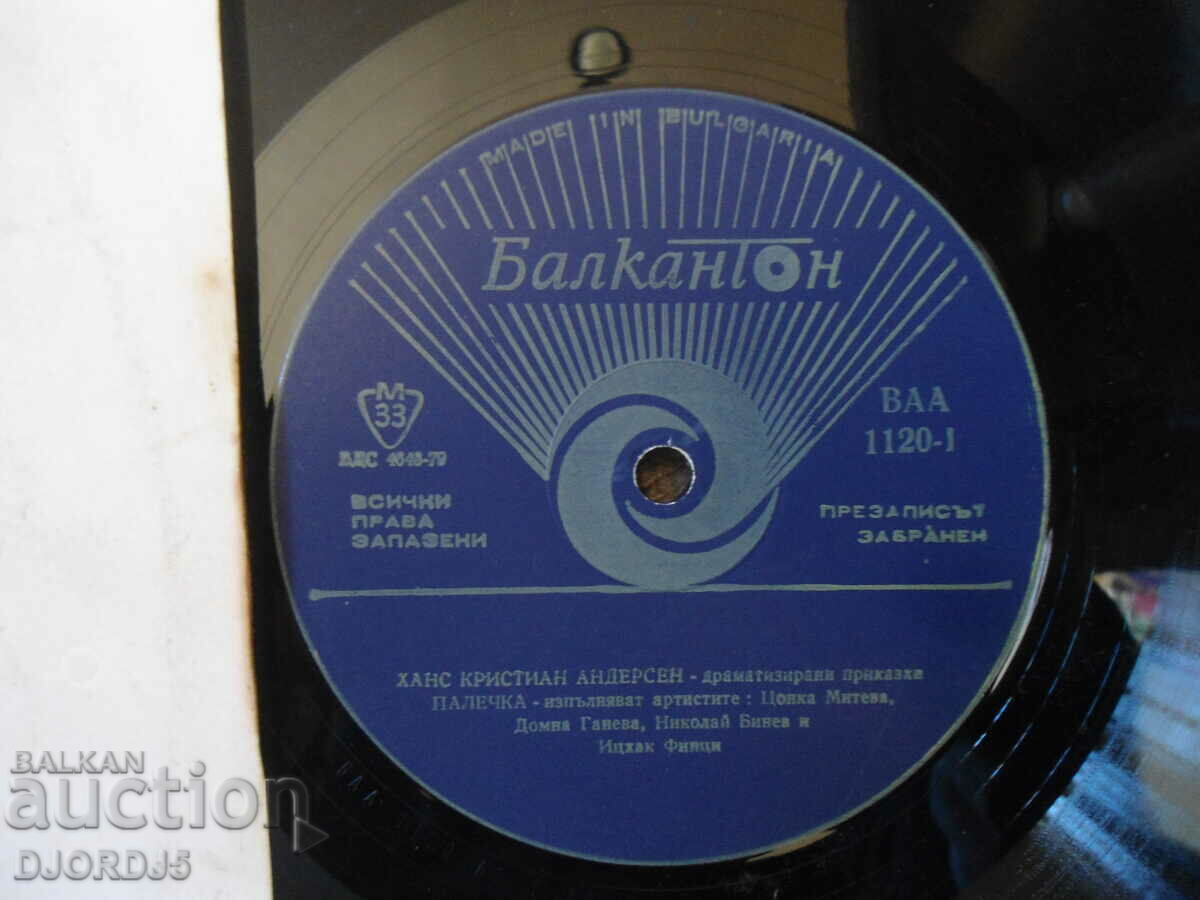 MADE IN BULGARIA
Балкантон
М
33
БДС 4648-79
ВАА
1120-I
ВСИЧКИ
ПРАВА
ЗАПАЗЕНИ
ПРЕЗАПИСЪТ
ЗАБРАНЕН
ХАНС КРИСТИАН АНДЕРСЕН - драматизирани приказки
ПАЛЕЧКА - изпълняват артистите : Цонка Митева,
Домна Ганева, Николай Бинев и
Ицхак Финци
BALKAN
auction
DJORDJ5